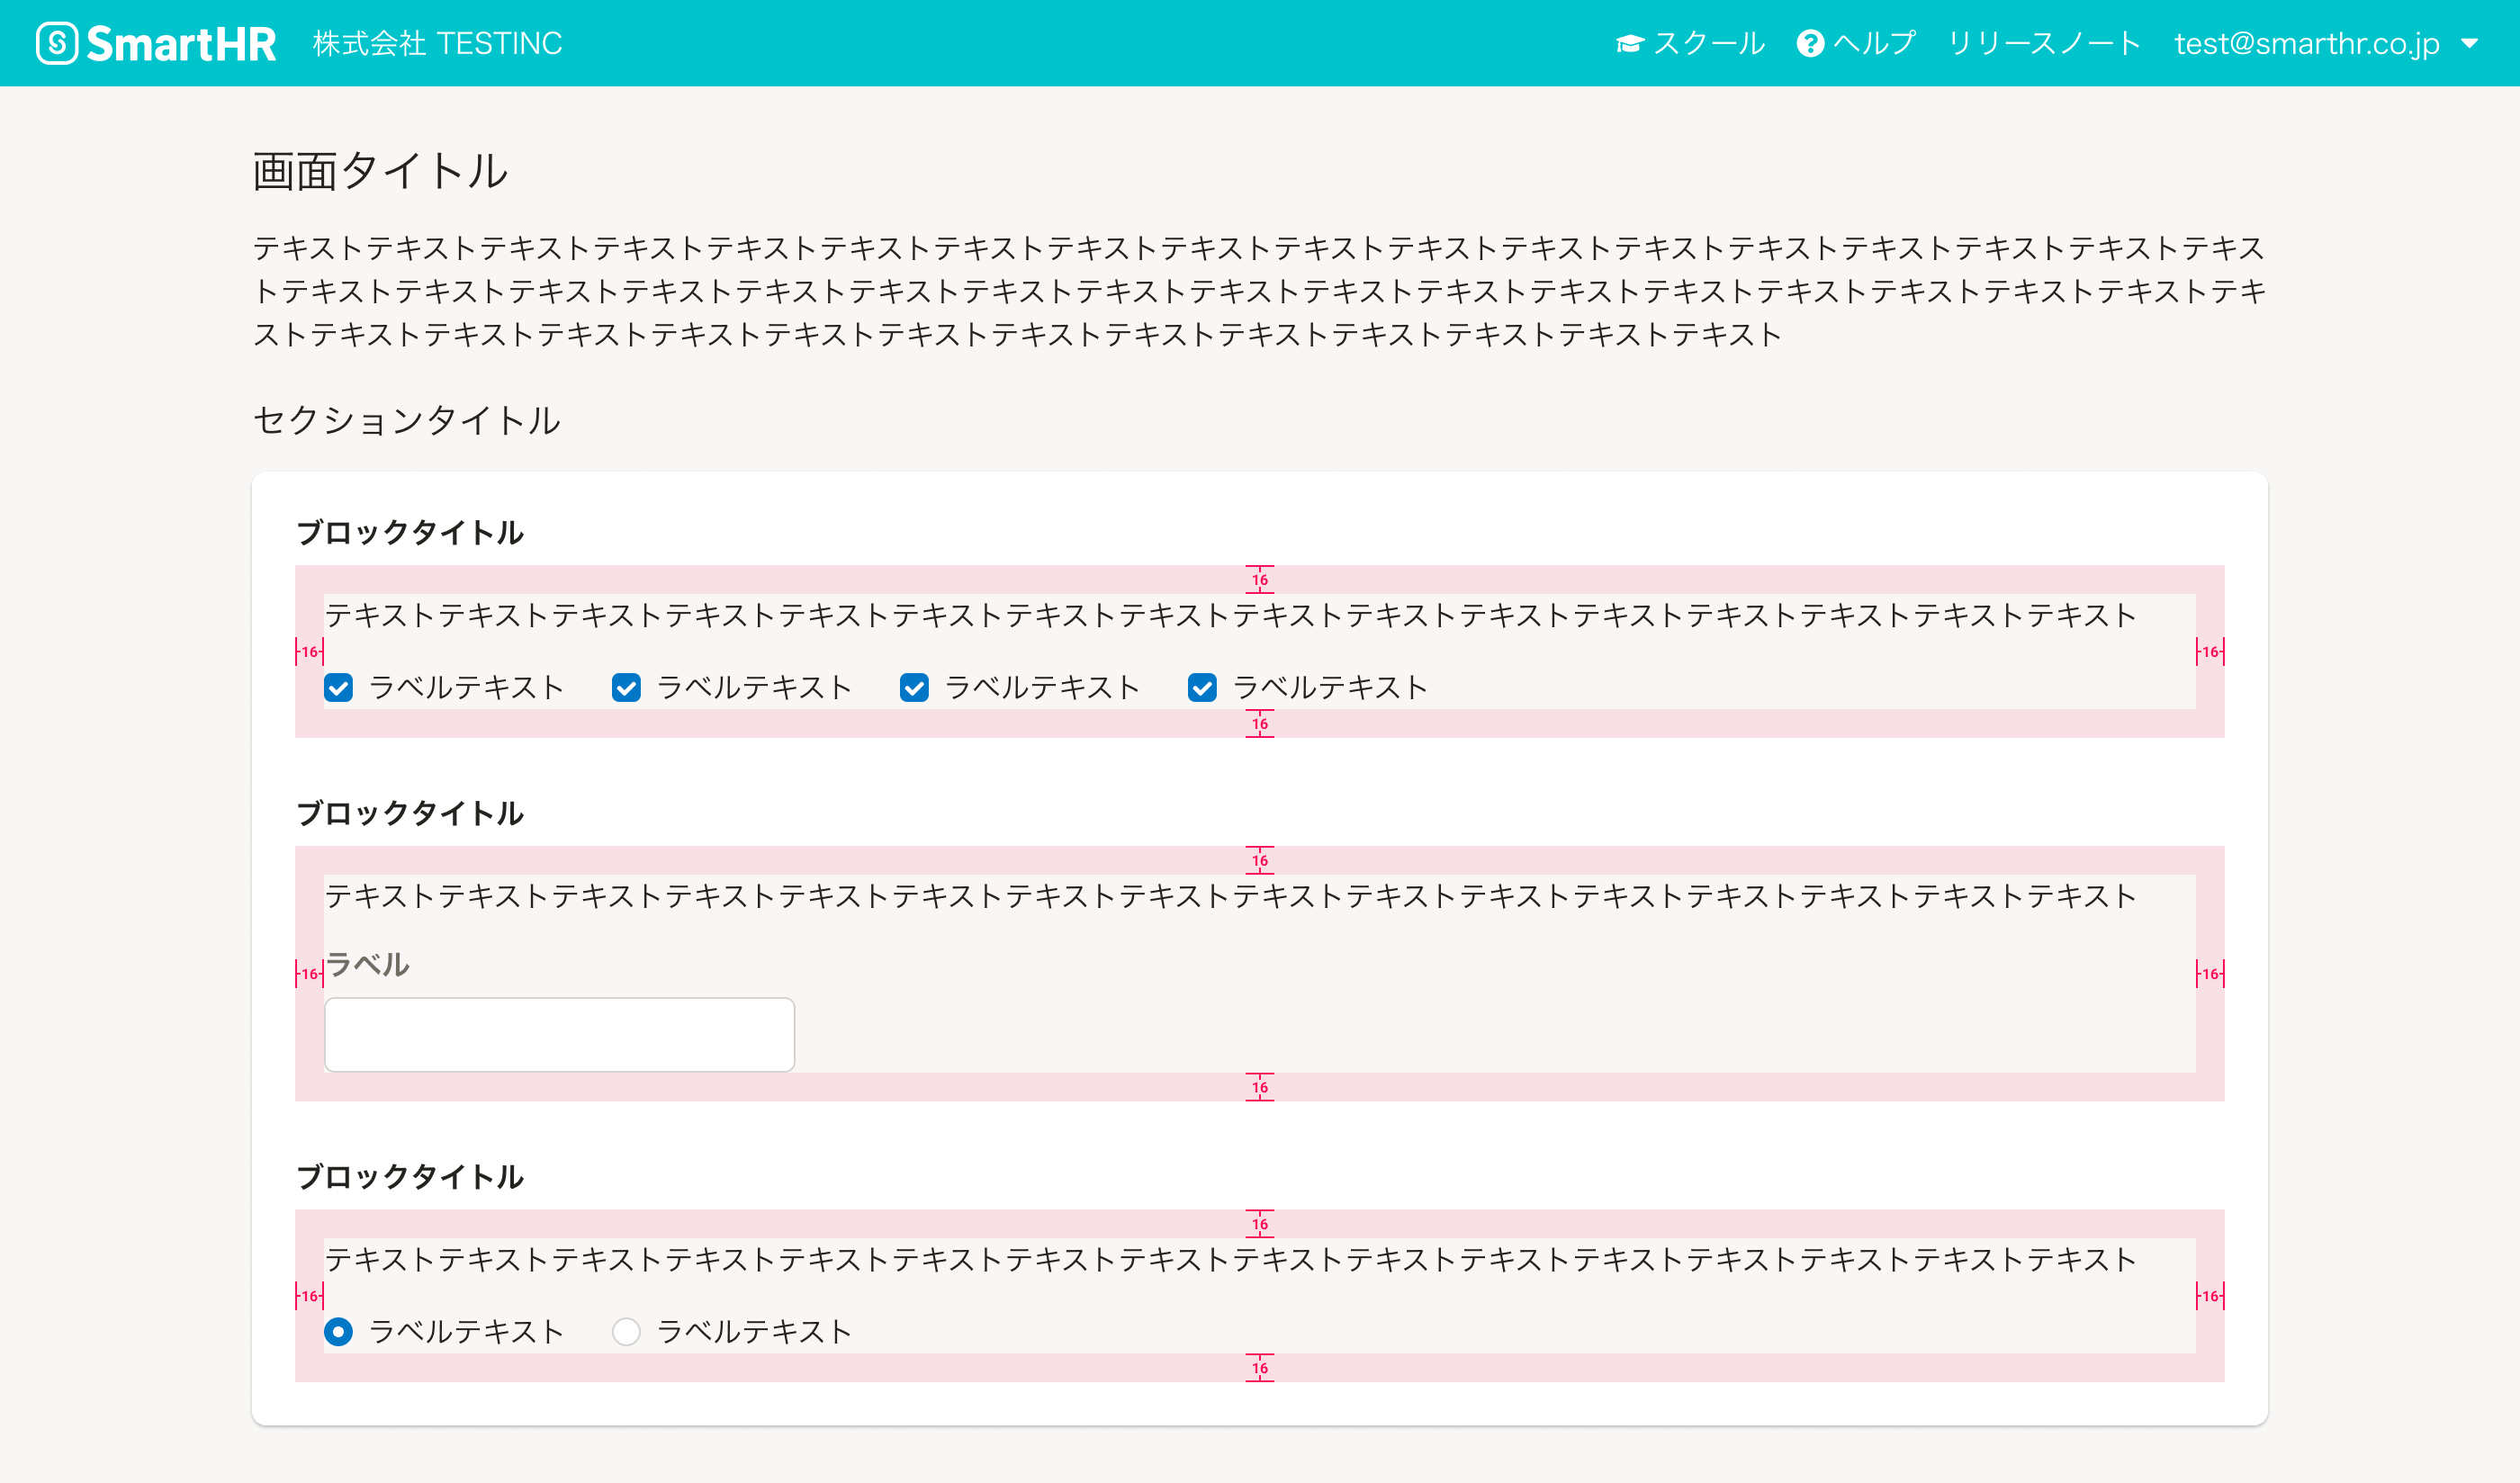 SmartHR 株式会社 TESTINC スクール ヘルプ リリースノート test@smarthr.co.jp
画面タイトル
テキストテキストテキストテキストテキストテキストテキストテキストテキストテキストテキストテキストテキストテキストテキストテキストテキストテキス
トテキストテキストテキストテキストテキストテキストテキストテキストテキストテキストテキストテキストテキストテキストテキストテキストテキストテキ
ストテキストテキストテキストテキストテキストテキストテキストテキストテキストテキストテキストテキストテキスト
セクションタイトル
ブロックタイトル
16
テキストテキストテキストテキストテキストテキストテキストテキストテキストテキストテキストテキストテキストテキストテキストテキスト
16 16
ラベルテキスト ラベルテキスト ラベルテキスト ラベルテキスト
16
ブロックタイトル
16
テキストテキストテキストテキストテキストテキストテキストテキストテキストテキストテキストテキストテキストテキストテキストテキスト
16 ラベル 16
16
ブロックタイトル
16
テキストテキストテキストテキストテキストテキストテキストテキストテキストテキストテキストテキストテキストテキストテキストテキスト
16 16
ラベルテキスト ラベルテキスト
16